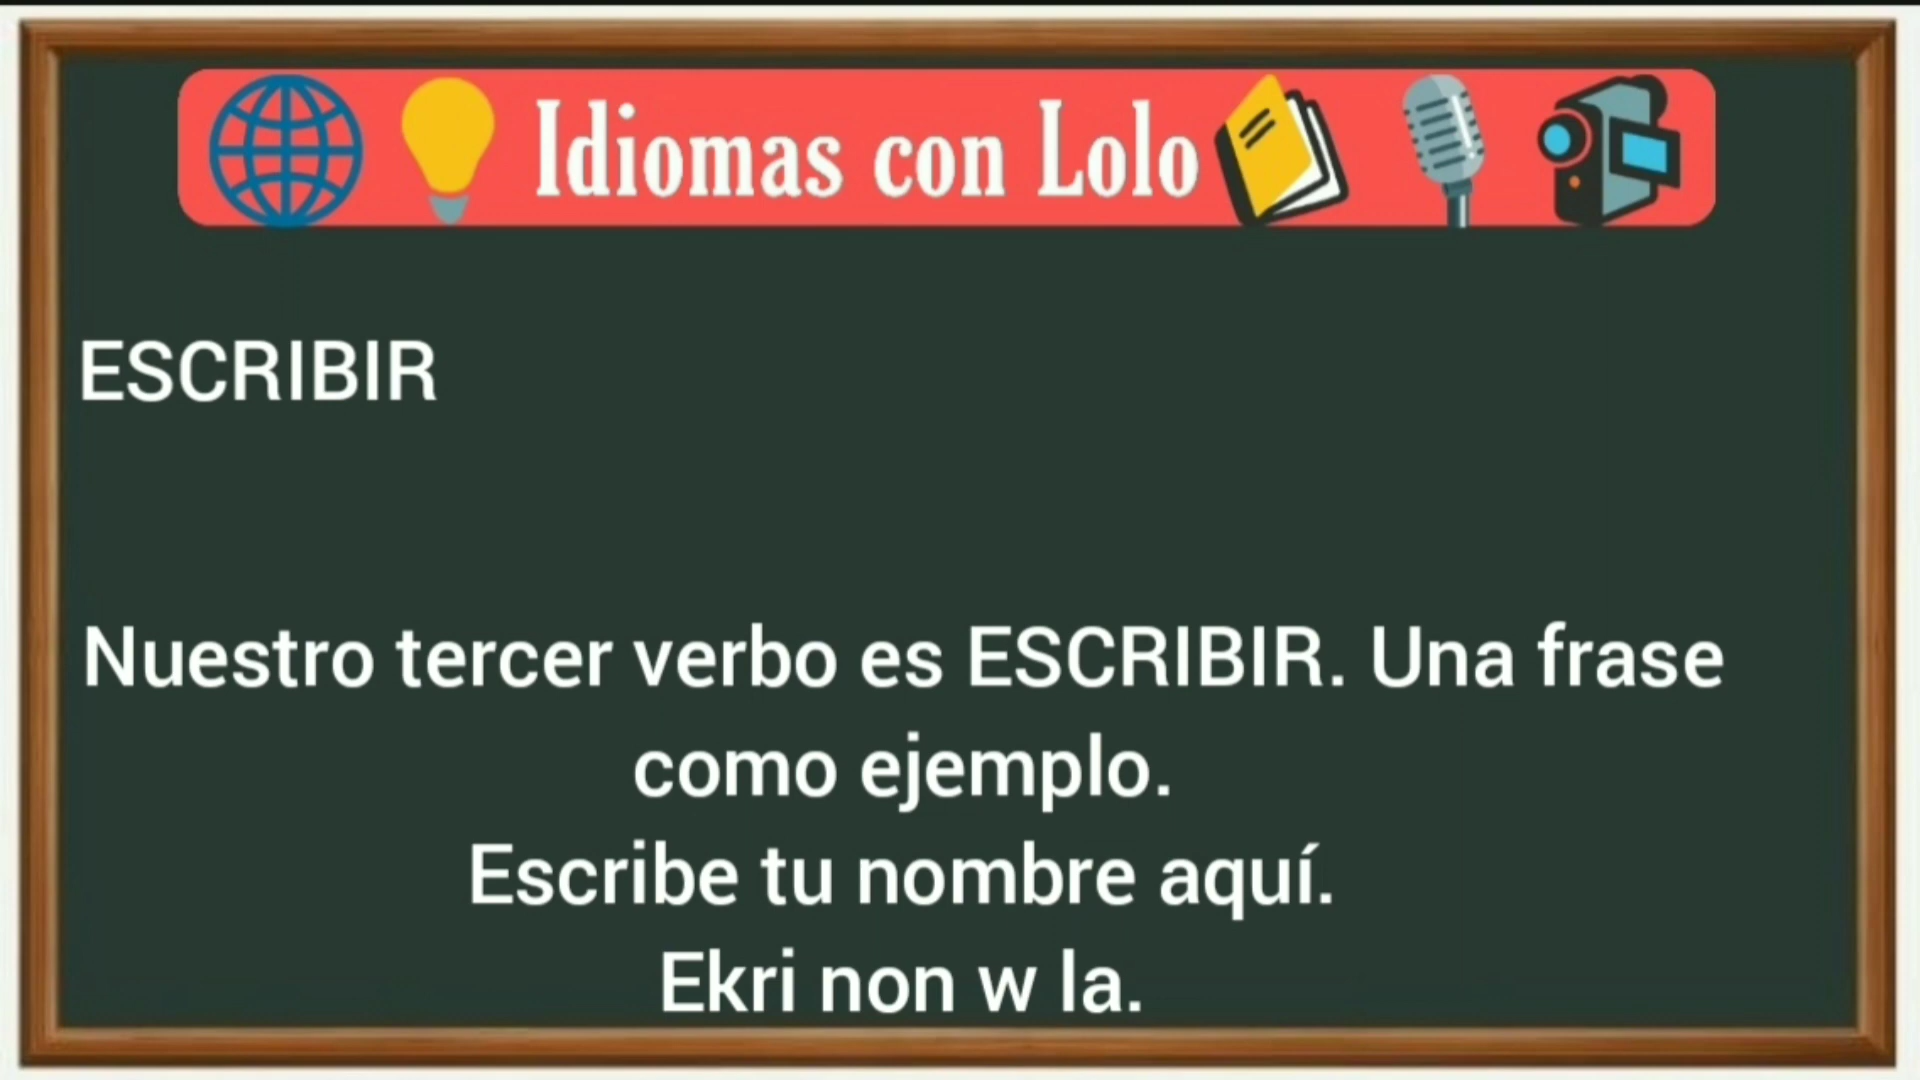 Idiomas con Lolo
ESCRIBIR
Nuestro tercer verbo es ESCRIBIR. Una frase
como ejemplo.
Escribe tu nombre aquí.
Ekri non w la.